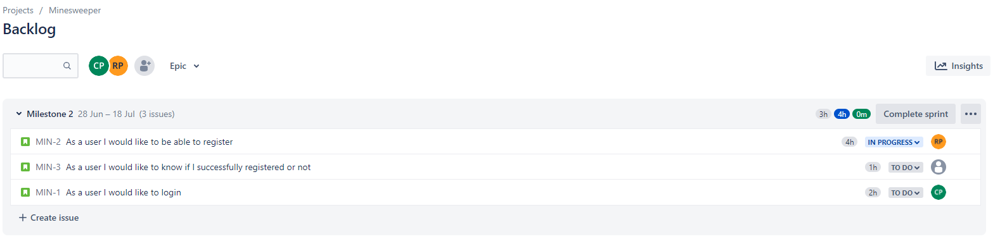 Projects / Minesweeper
Backlog
CP RP Epic Insights
Milestone 2 28 Jun – 18 Jul (3 issues) 3h 4h 0m Complete sprint
MIN-2 As a user I would like to be able to register 4h IN PROGRESS RP
MIN-3 As a user I would like to know if I successfully registered or not 1h TO DO
MIN-1 As a user I would like to login 2h TO DO CP
+ Create issue